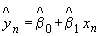 ŷₙ = β̂₀ + β̂₁ xₙ